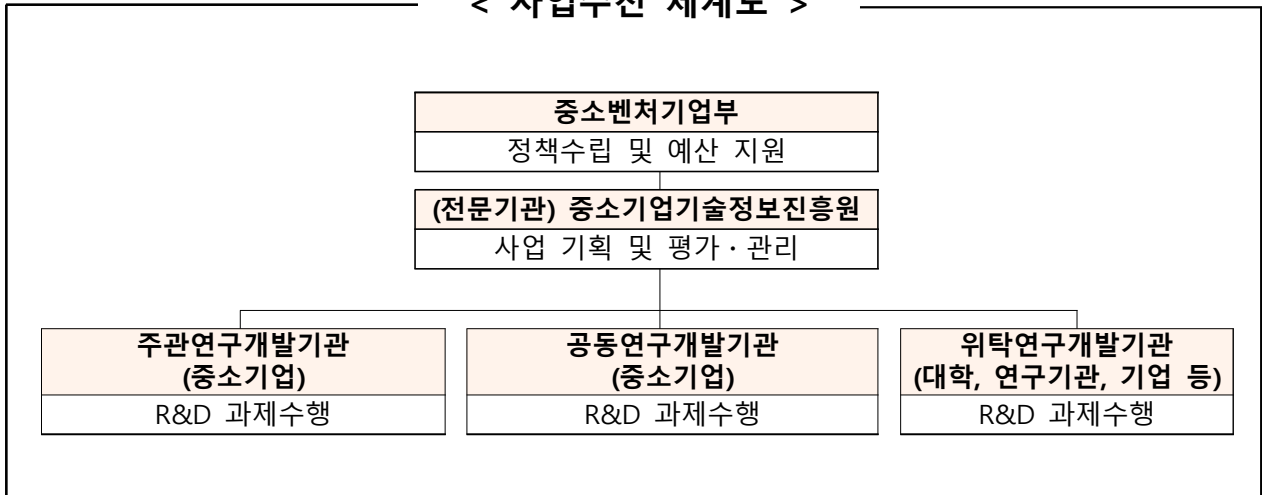 < 사업추진 체계도 >
중소벤처기업부
정책수립 및 예산 지원
(전문기관) 중소기업기술정보진흥원
사업 기획 및 평가·관리
주관연구개발기관
(중소기업)
R&D 과제수행
공동연구개발기관
(중소기업)
R&D 과제수행
위탁연구개발기관
(대학, 연구기관, 기업 등)
R&D 과제수행